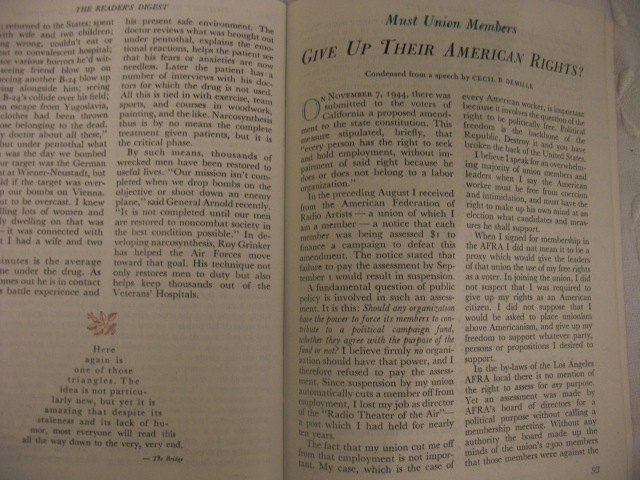 THE READER'S DIGEST
; returned to the States; spent
with wife and two children;
ng wrong, couldn't eat or
nt to convalescent hospital;
or various horrors he'd wit-
seeing friend blow up on
eeing another B-24 blow up
ying alongside him; seeing
B-24's collide over his field;
as escape from Yugoslavia,
clothes had been thrown
ose belonging to the dead.
y doctor about all these,"
but under pentothal what
was the day we bombed
ur target was the German
t at Wiener-Neustadt, but
ld if the target was over-
p our bombs on Vienna.
ut to be overcast. I knew
lling lots of women and
dwelling on that was
- it was connected with
I had a wife and two
inutes is the average
ne under the drug. As
omes out he is in contact
battle experience and
his present safe environment. The
doctor reviews what was brought out
under pentothal, explains the emo-
tional reactions, helps the patient see
that his fears or anxieties are now
needless. Later the patient has a
number of interviews with his doc-
tors for which the drug is not used.
All this is tied in with exercise, team
sports, and courses in woodwork,
painting, and the like. Narcosynthesis
thus is by no means the complete
treatment given patients, but it is
the critical phase.
By such means, thousands of
wrecked men have been restored to
useful lives. "Our mission isn't com-
pleted when we drop bombs on the
objective or shoot down an enemy
plane," said General Arnold recently.
"It is not completed until our men
are restored to noncombat society in
the best condition possible." In de-
veloping narcosynthesis, Roy Grinker
has helped the Air Forces move
toward that goal. His technique not
only restores men to duty but also
helps keep thousands out of the
Veterans' Hospitals.
Here
again is
one of those
triangles. The
idea is not particu-
larly new, but yet it is
amazing that despite its
staleness and its lack of hu-
mor, most everyone will read this
all the way down to the very, very end.
— The Bridge
Must Union Members
GIVE UP THEIR AMERICAN RIGHTS?
Condensed from a speech by CECIL B. DEMILLE
ON NOVEMBER 7, 1944, there was
submitted to the voters of
California a proposed amend-
ment to the state constitution. This
measure stipulated, briefly, that
"every person has the right to seek
and hold employment, without im-
pairment of said right because he
does or does not belong to a labor
organization."
In the preceding August I received
from the American Federation of
Radio Artists — a union of which I
am a member — a notice that each
member was being assessed $1 to
finance a campaign to defeat this
amendment. The notice stated that
failure to pay the assessment by Sep-
tember 1 would result in suspension.
A fundamental question of public
policy is involved in such an assess-
ment. It is this: Should any organization
have the power to force its members to con-
tribute to a political campaign fund,
whether they agree with the purpose of the
fund or not? I believe firmly no organi-
zation should have that power, and I
therefore refused to pay the assess-
ment. Since suspension by my union
automatically cuts a member off from
employment, I lost my job as director
of the "Radio Theater of the Air"—
a post which I had held for nearly
ten years.
The fact that my union cut me off
from that employment is not impor-
tant. My case, which is the case of
every American worker, is important
because it involves the question of the
right to be politically free. Political
freedom is the backbone of the
Republic. Destroy it and you have
broken the back of the United States.
I believe I speak for an overwhelm-
ing majority of union members and
leaders when I say the American
worker must be free from coercion
and intimidation, and must have the
right to make up his own mind at an
election what candidates and meas-
ures he shall support.
When I signed for membership in
the AFRA I did not mean it to be a
proxy which would give the leaders
of that union the use of my free rights
as a voter. In joining the union, I did
not suspect that I was required to
give up my rights as an American
citizen. I did not suppose that I
would be asked to place unionism
above Americanism, and give up my
freedom to support whatever party,
persons or propositions I desired to
support.
In the by-laws of the Los Angeles
AFRA local there is no mention of
the right to assess for any purpose.
Yet an assessment was made by
AFRA's board of directors for a
political purpose without calling a
membership meeting. Without any
authority the board made up the
minds of the union's 2300 members
that those members were against the
93